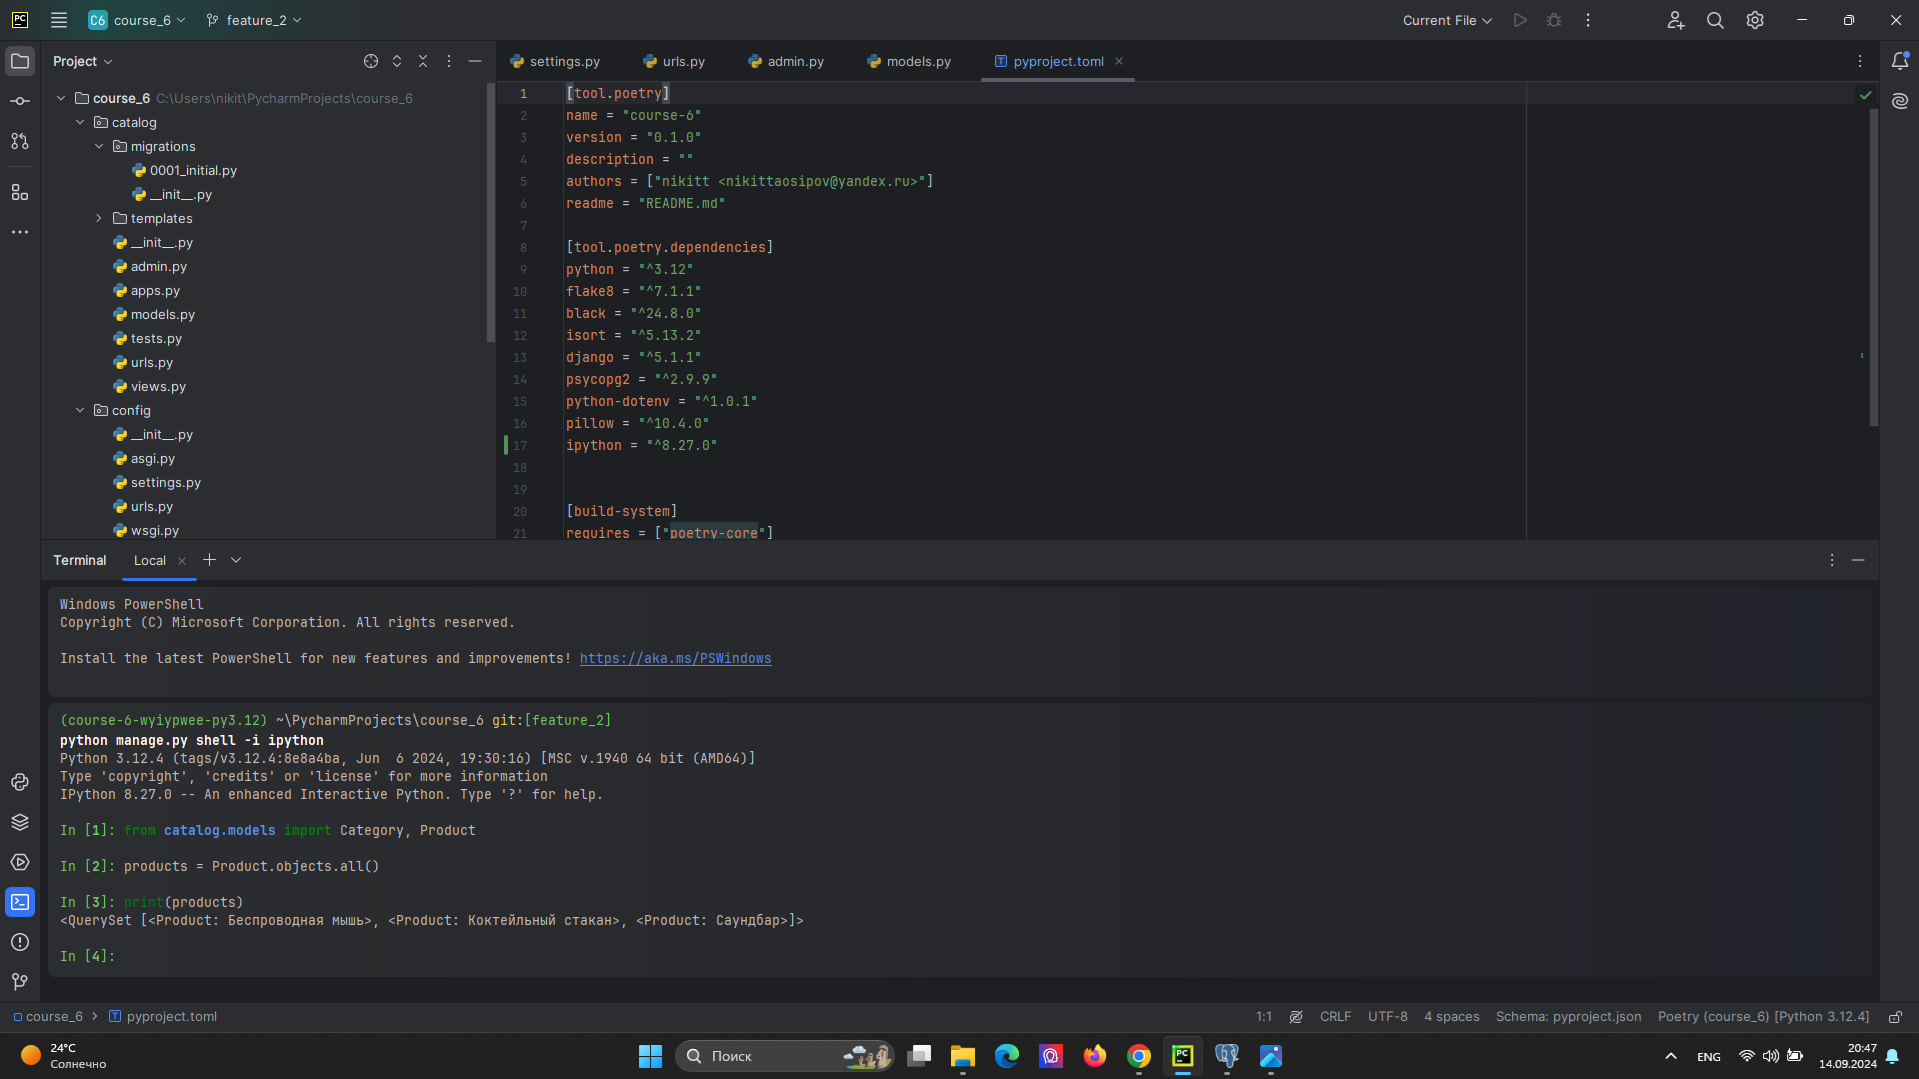 PC
C6 course_6
feature_2
Current File
Project
settings.py
urls.py
admin.py
models.py
pyproject.toml
course_6 C:\Users\nikit\PycharmProjects\course_6
catalog
migrations
0001_initial.py
__init__.py
templates
__init__.py
admin.py
apps.py
models.py
tests.py
urls.py
views.py
config
__init__.py
asgi.py
settings.py
urls.py
wsgi.py
1 [tool.poetry]
2 name = "course-6"
3 version = "0.1.0"
4 description = ""
5 authors = ["nikitt <nikittaosipov@yandex.ru>"]
6 readme = "README.md"
7
8 [tool.poetry.dependencies]
9 python = "^3.12"
10 flake8 = "^7.1.1"
11 black = "^24.8.0"
12 isort = "^5.13.2"
13 django = "^5.1.1"
14 psycopg2 = "^2.9.9"
15 python-dotenv = "^1.0.1"
16 pillow = "^10.4.0"
17 ipython = "^8.27.0"
18
19
20 [build-system]
21 requires = ["poetry-core"]
Terminal
Local
Windows PowerShell
Copyright (C) Microsoft Corporation. All rights reserved.
Install the latest PowerShell for new features and improvements! https://aka.ms/PSWindows
(course-6-wyiypwee-py3.12) ~\PycharmProjects\course_6 git:[feature_2]
python manage.py shell -i ipython
Python 3.12.4 (tags/v3.12.4:8e8a4ba, Jun  6 2024, 19:30:16) [MSC v.1940 64 bit (AMD64)]
Type 'copyright', 'credits' or 'license' for more information
IPython 8.27.0 -- An enhanced Interactive Python. Type '?' for help.
In [1]: from catalog.models import Category, Product
In [2]: products = Product.objects.all()
In [3]: print(products)
<QuerySet [<Product: Беспроводная мышь>, <Product: Коктейльный стакан>, <Product: Саундбар>]>
In [4]:
course_6 > pyproject.toml
1:1
CRLF
UTF-8
4 spaces
Schema: pyproject.json
Poetry (course_6) [Python 3.12.4]
24°C
Солнечно
Поиск
PC
ENG
20:47
14.09.2024